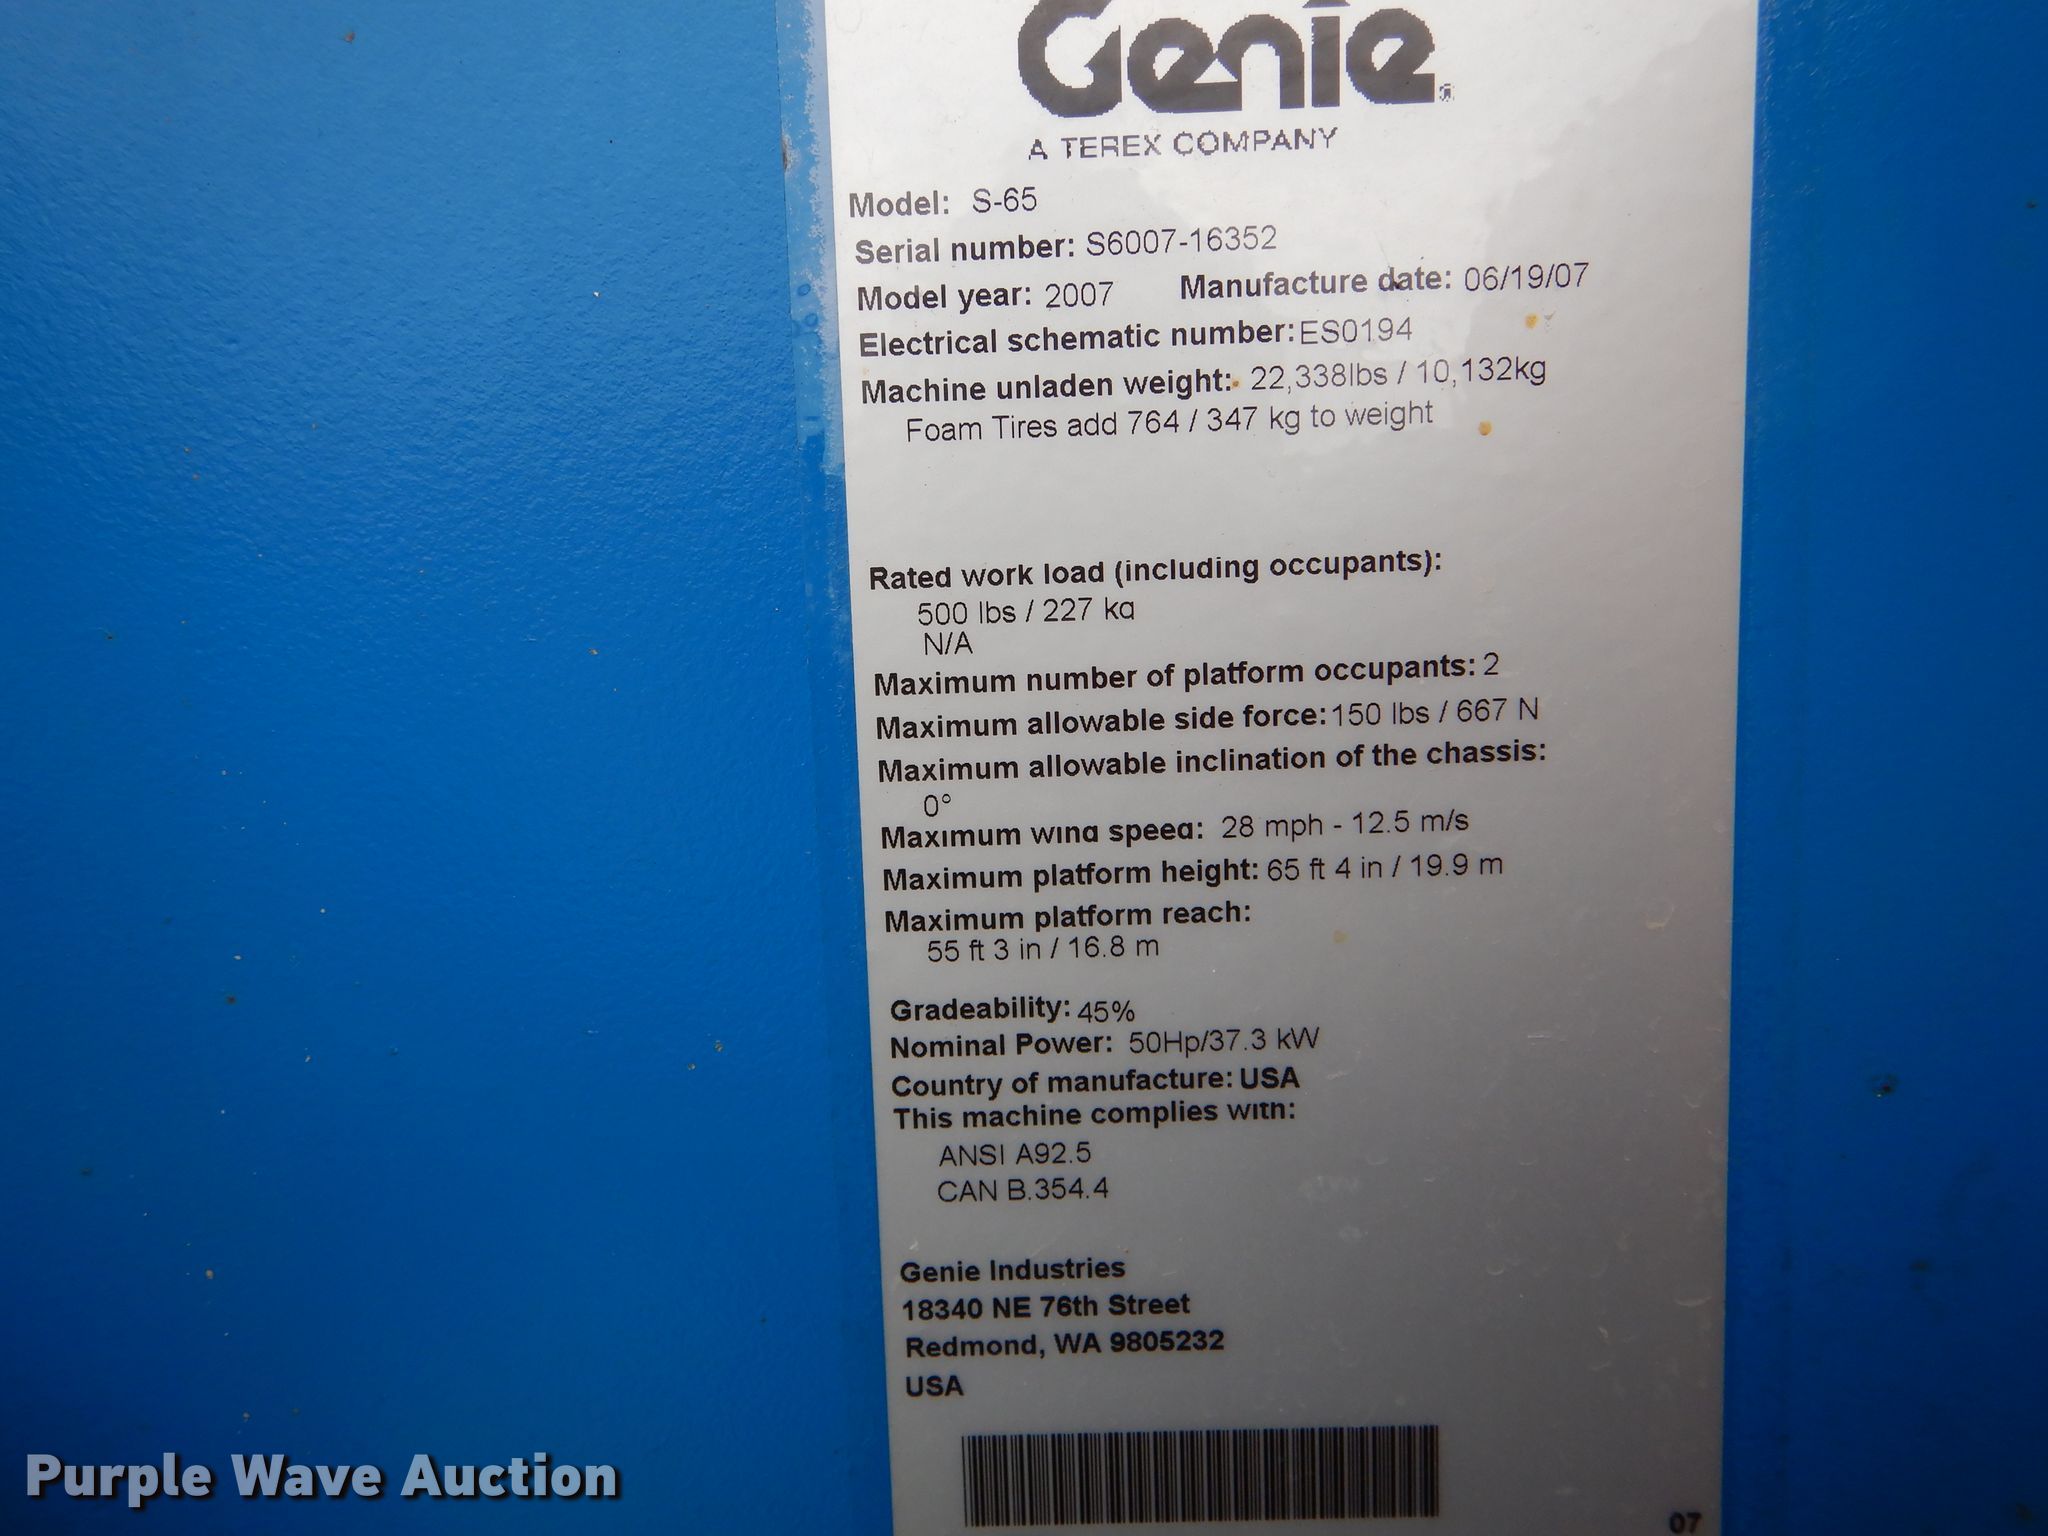 Genie®
A TEREX COMPANY
Model: S-65
Serial number: S6007-16352
Model year: 2007 Manufacture date: 06/19/07
Electrical schematic number: ES0194
Machine unladen weight: 22,338lbs / 10,132kg
Foam Tires add 764 / 347 kg to weight
Rated work load (including occupants):
500 lbs / 227 kg
N/A
Maximum number of platform occupants: 2
Maximum allowable side force: 150 lbs / 667 N
Maximum allowable inclination of the chassis:
0°
Maximum wind speed: 28 mph - 12.5 m/s
Maximum platform height: 65 ft 4 in / 19.9 m
Maximum platform reach:
55 ft 3 in / 16.8 m
Gradeability: 45%
Nominal Power: 50Hp/37.3 kW
Country of manufacture: USA
This machine complies with:
ANSI A92.5
CAN B.354.4
Genie Industries
18340 NE 76th Street
Redmond, WA 9805232
USA
07
Purple Wave Auction